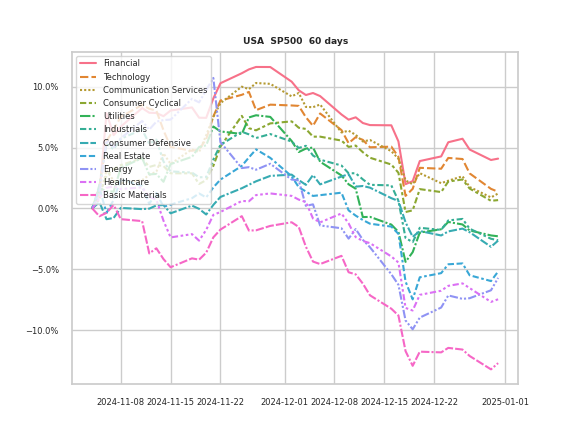 USA SP500 60 days
Financial
Technology
Communication Services
Consumer Cyclical
Utilities
Industrials
Consumer Defensive
Real Estate
Energy
Healthcare
Basic Materials
10.0%
5.0%
0.0%
−5.0%
−10.0%
2024-11-08
2024-11-15
2024-11-22
2024-12-01
2024-12-08
2024-12-15
2024-12-22
2025-01-01